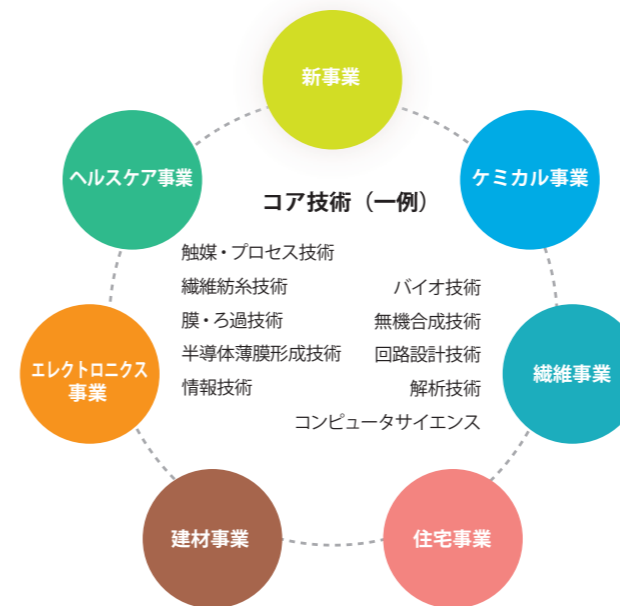 新事業
ヘルスケア事業
ケミカル事業
コア技術（一例）
触媒・プロセス技術
繊維紡糸技術
バイオ技術
膜・ろ過技術
無機合成技術
半導体薄膜形成技術
回路設計技術
情報技術
解析技術
コンピュータサイエンス
エレクトロニクス
事業
繊維事業
建材事業
住宅事業